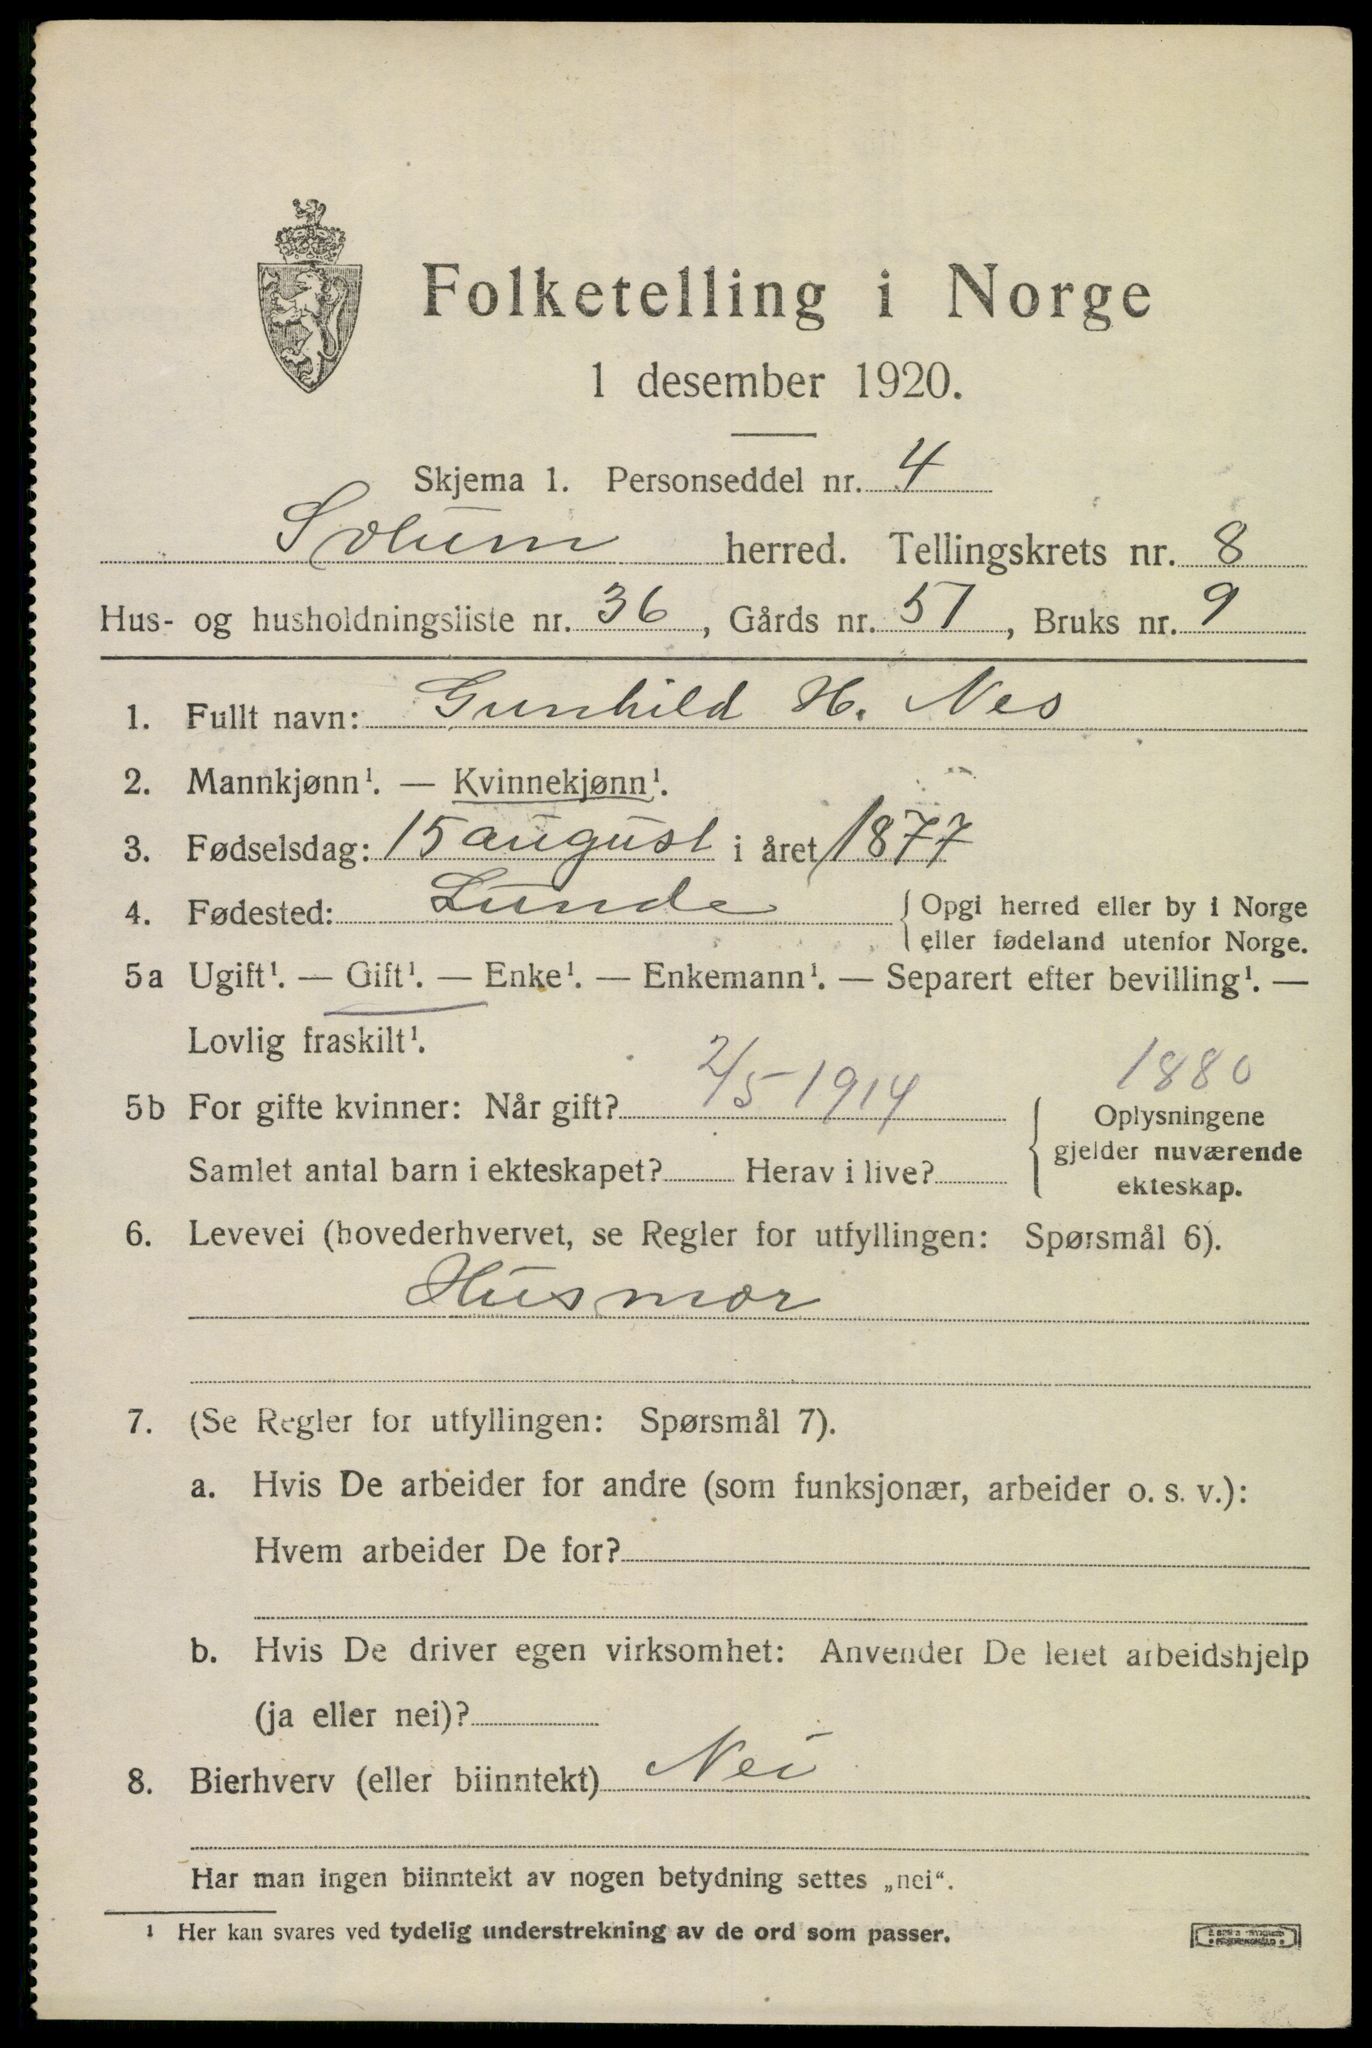 Folketelling i Norge
1 desember 1920.
Skjema 1. Personseddel nr. 4
Solum herred. Tellingskrets nr. 8
Hus- og husholdningsliste nr. 36, Gårds nr. 57, Bruks nr. 9
1. Fullt navn: Gunhild H. Nes
2. Mannkjønn¹. — Kvinnekjønn¹.
3. Fødselsdag: 15 august i året 1877
4. Fødested: Lunde { Opgi herred eller by i Norge
eller fødeland utenfor Norge.
5a Ugift¹. — Gift¹. — Enke¹. — Enkemann¹. — Separert efter bevilling¹. —
Lovlig fraskilt¹.
1880
5b For gifte kvinner: Når gift? 2/5 1914 { Oplysningene
gjelder nuværende
Samlet antal barn i ekteskapet? Herav i live?
ekteskap.
6. Levevei (hovederhvervet, se Regler for utfyllingen: Spørsmål 6).
Husmor
7. (Se Regler for utfyllingen: Spørsmål 7).
a. Hvis De arbeider for andre (som funksjonær, arbeider o. s. v.):
Hvem arbeider De for?
b. Hvis De driver egen virksomhet: Anvender De leiet arbeidshjelp
(ja eller nei)?
8. Bierhverv (eller biinntekt) Nei
Har man ingen biinntekt av nogen betydning settes „nei“.
¹ Her kan svares ved tydelig understrekning av de ord som passer.